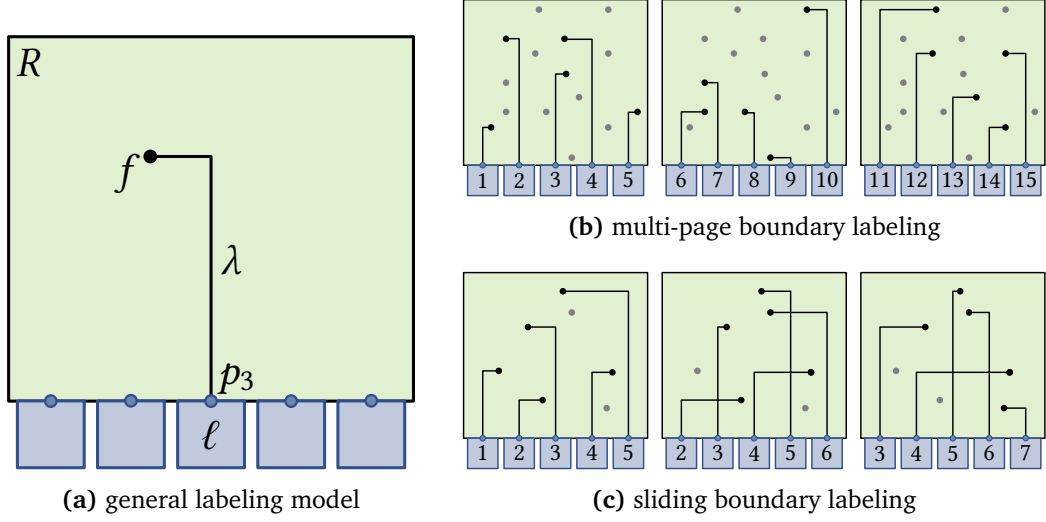 R
f
λ
p3
ℓ
(a) general labeling model
1 2 3 4 5
6 7 8 9 10
11 12 13 14 15
(b) multi-page boundary labeling
1 2 3 4 5
2 3 4 5 6
3 4 5 6 7
(c) sliding boundary labeling